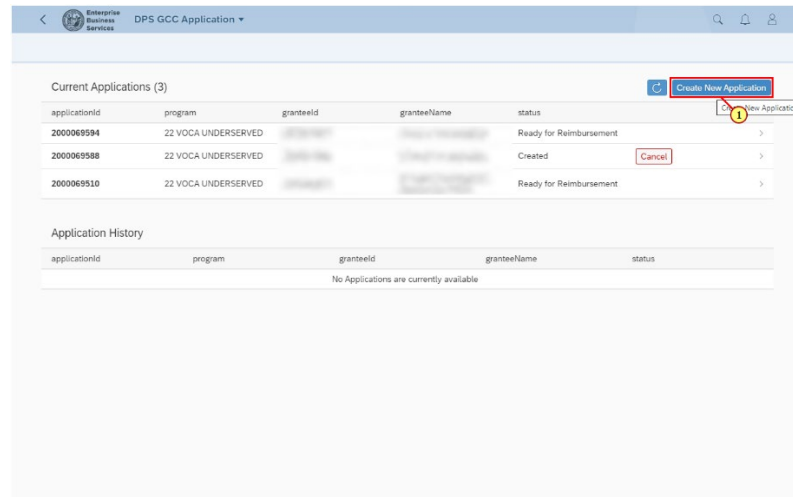 Enterprise
Business
Services
DPS GCC Application
Current Applications (3)
Create New Application
applicationId program granteeId granteeName status
1
2000069594 22 VOCA UNDERSERVED Ready for Reimbursement
2000069588 22 VOCA UNDERSERVED Created Cancel
2000069510 22 VOCA UNDERSERVED Ready for Reimbursement
Application History
applicationId program granteeId granteeName status
No Applications are currently available